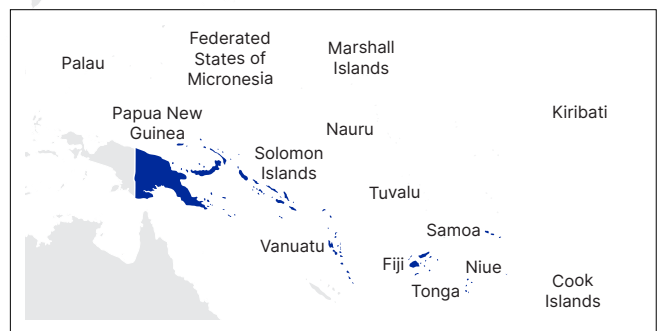 Federated
States of
Micronesia
Marshall
Islands
Palau
Kiribati
Papua New
Guinea
Nauru
Solomon
Islands
Tuvalu
Samoa
Vanuatu
Fiji
Niue
Tonga
Cook
Islands